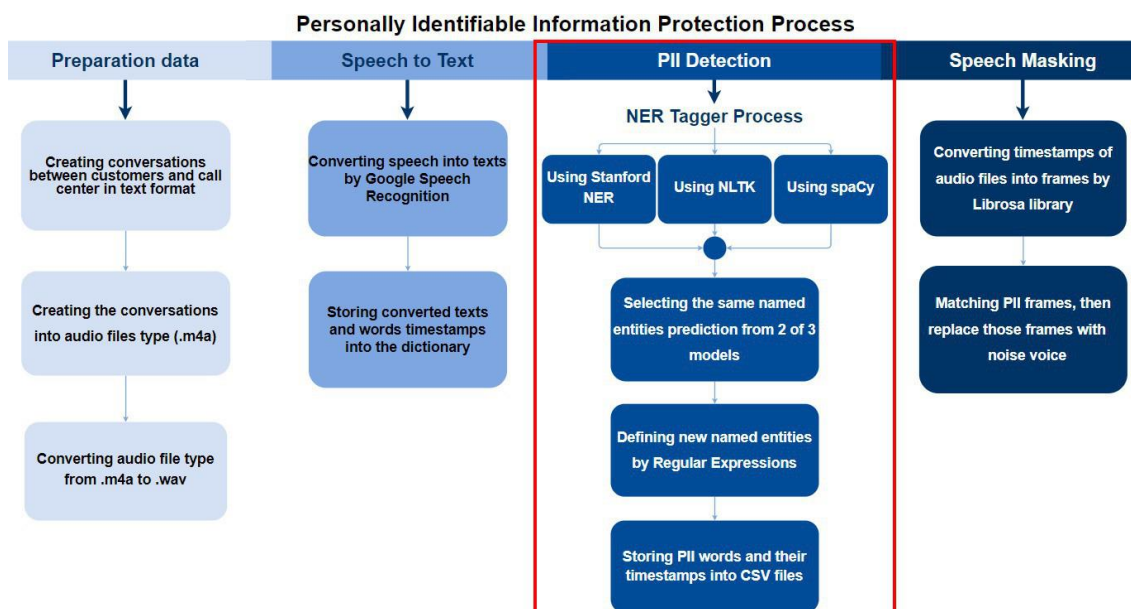 Personally Identifiable Information Protection Process
Preparation data
Creating conversations
between customers and call
center in text format
Creating the conversations
into audio files type (.m4a)
Converting audio file type
from .m4a to .wav
Speech to Text
Converting speech into texts
by Google Speech
Recognition
Storing converted texts
and words timestamps
into the dictionary
PII Detection
NER Tagger Process
Using Stanford
NER
Using NLTK
Using spaCy
Selecting the same named
entities prediction from 2 of 3
models
Defining new named entities
by Regular Expressions
Storing PII words and their
timestamps into CSV files
Speech Masking
Converting timestamps of
audio files into frames by
Librosa library
Matching PII frames, then
replace those frames with
noise voice